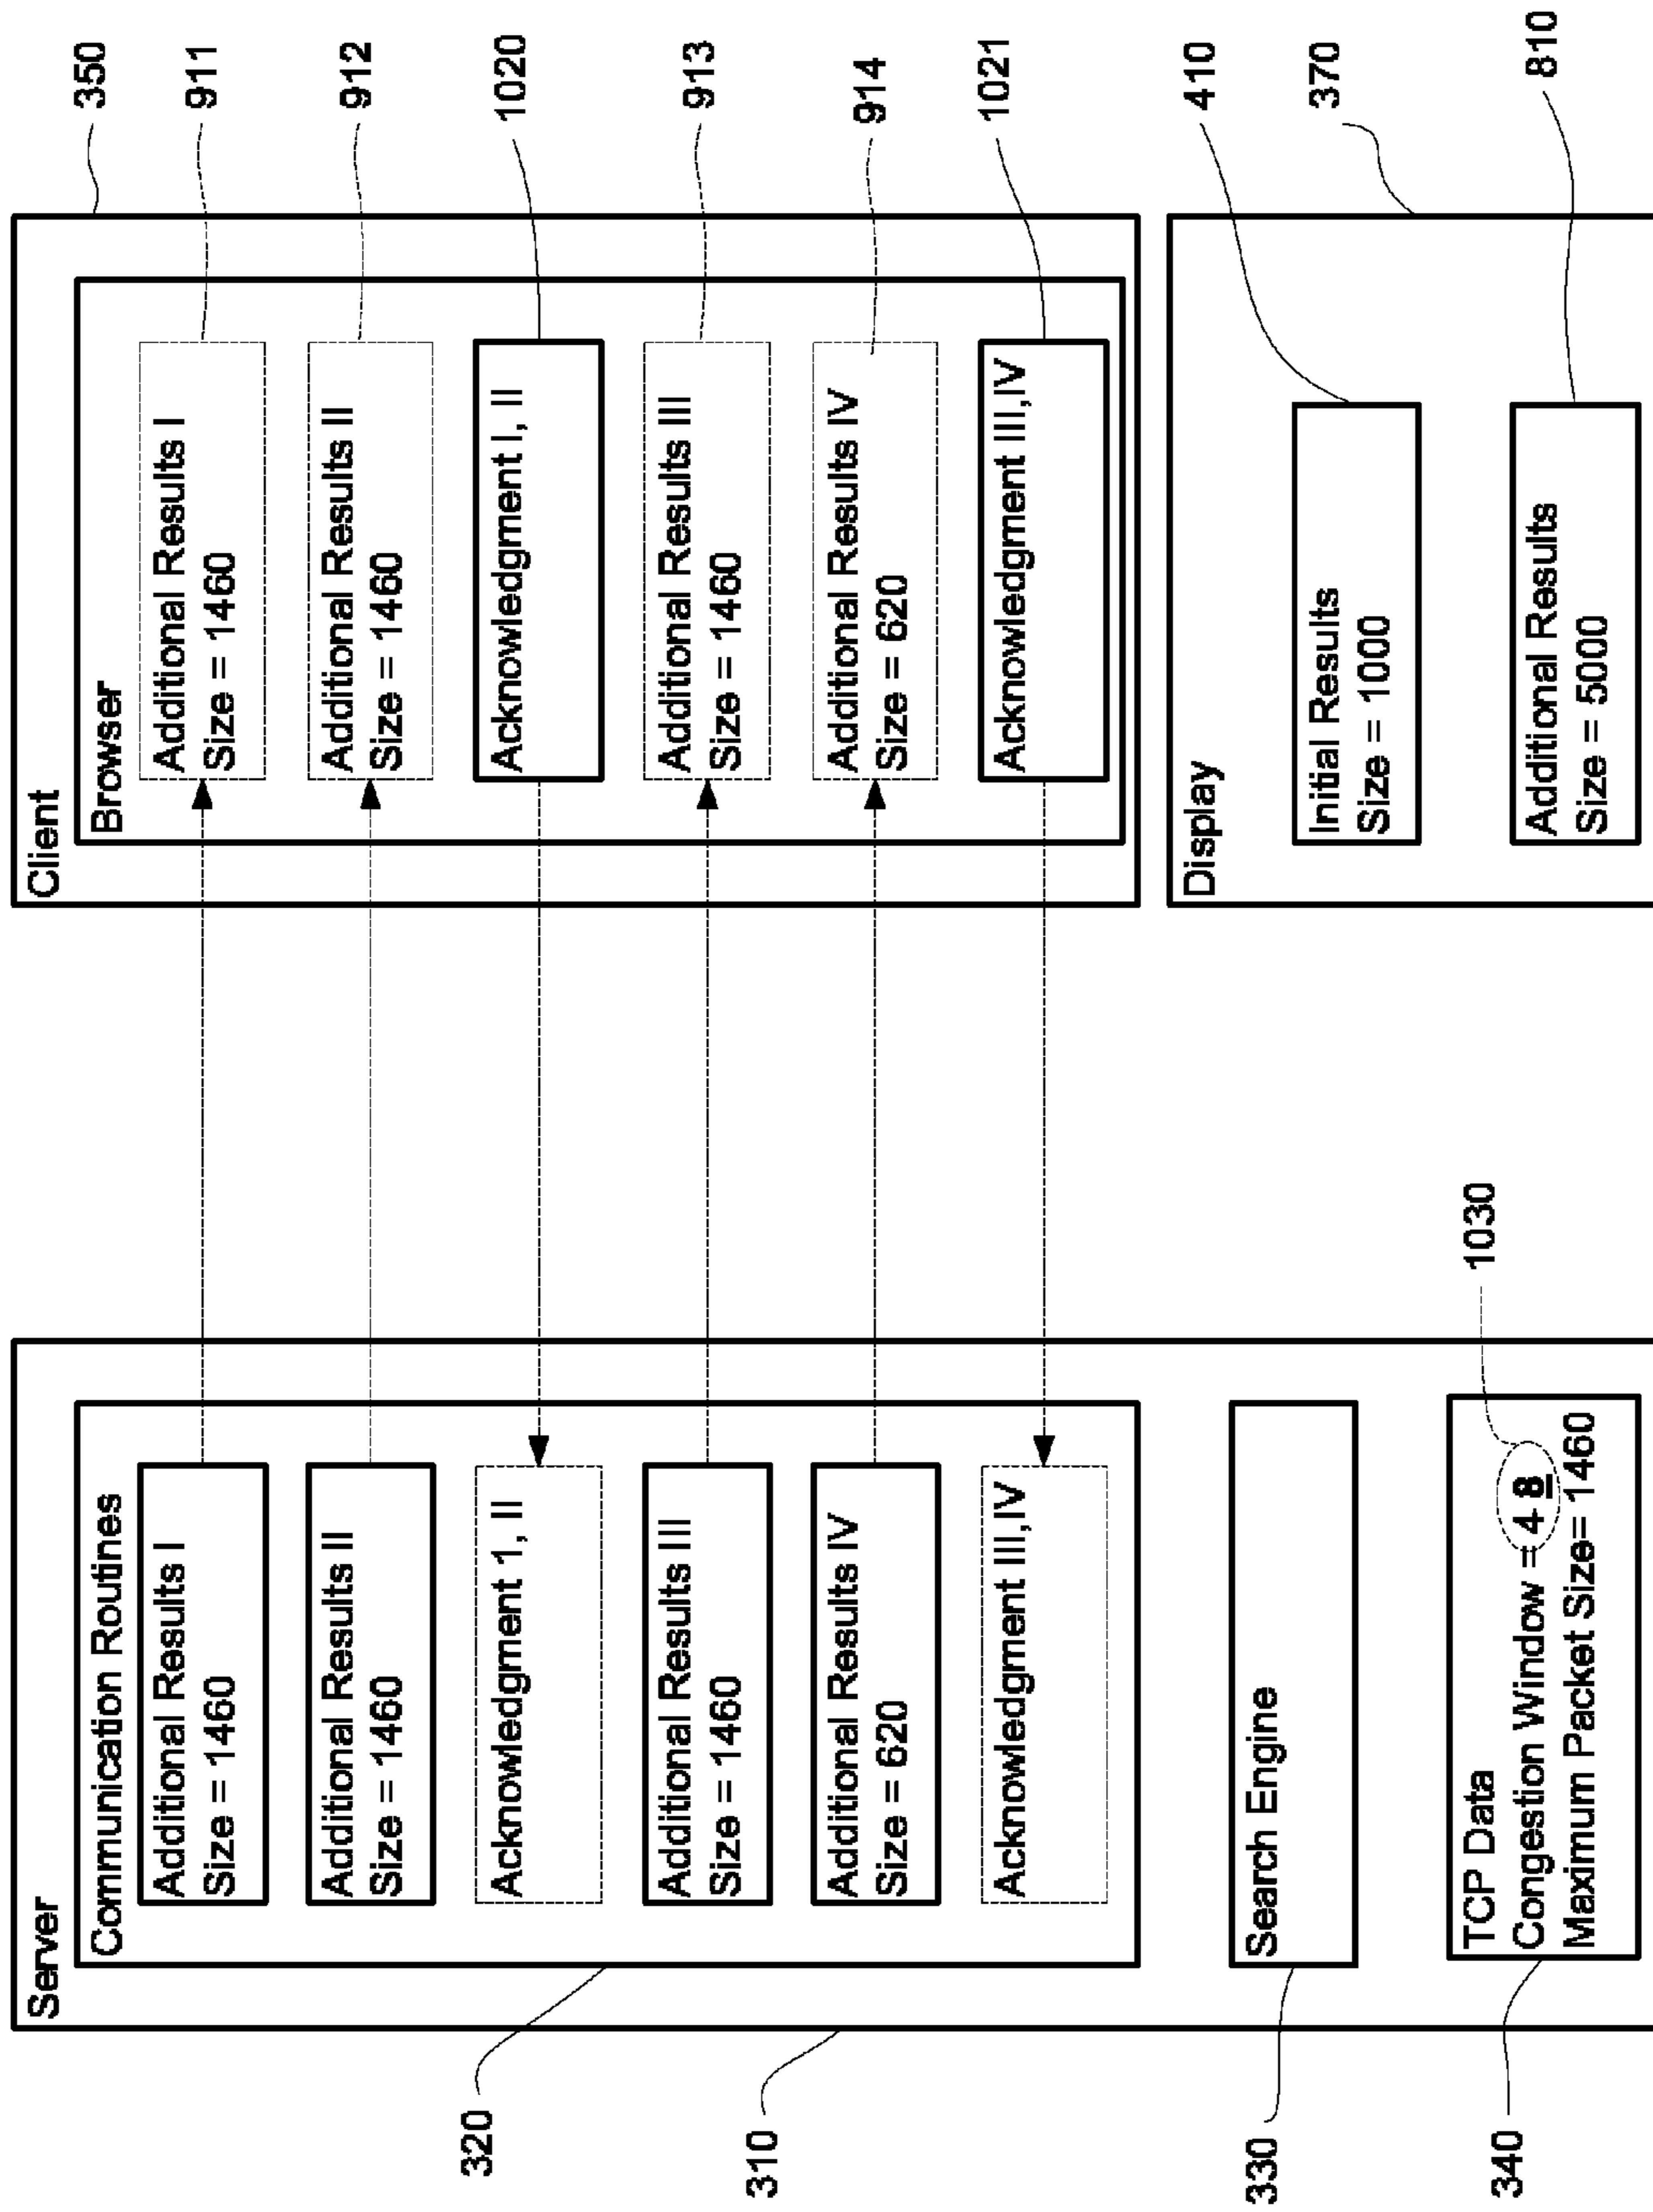 Server
Communication Routines
Additional Results I
Size = 1460
Additional Results II
Size = 1460
Acknowledgment 1, II
Additional Results III
Size = 1460
Additional Results IV
Size = 620
Acknowledgment III,IV
Search Engine
TCP Data
Congestion Window = 4 8
Maximum Packet Size= 1460
320
310
330
340
1030
Client
Browser
Additional Results I
Size = 1460
Additional Results II
Size = 1460
Acknowledgment I, II
Additional Results III
Size = 1460
Additional Results IV
Size = 620
Acknowledgment III,IV
Display
Initial Results
Size = 1000
Additional Results
Size = 5000
350
911
912
1020
913
914
1021
410
370
810